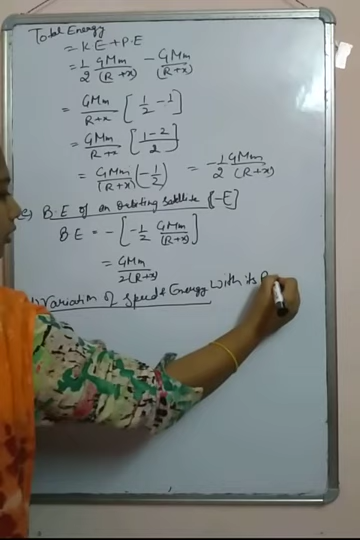 Total Energy
= K E + P.E
= 1/2 GMm/(R+x) - GMm/(R+x)
= GMm/R+x [1/2 - 1]
= GMm/R+x [1-2/2]
= GMm/(R+x) (-1/2) = -1/2 GMm/(R+x)
c) B E of an orbiting satellite [-E]
B E = - [-1/2 GMm/(R+x)]
= GMm/2(R+x)
Variation of speed & Energy with its